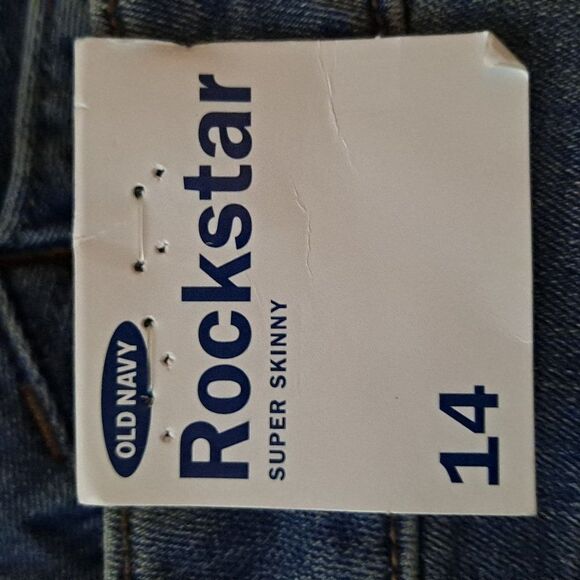 OLD NAVY
Rockstar
SUPER SKINNY
14